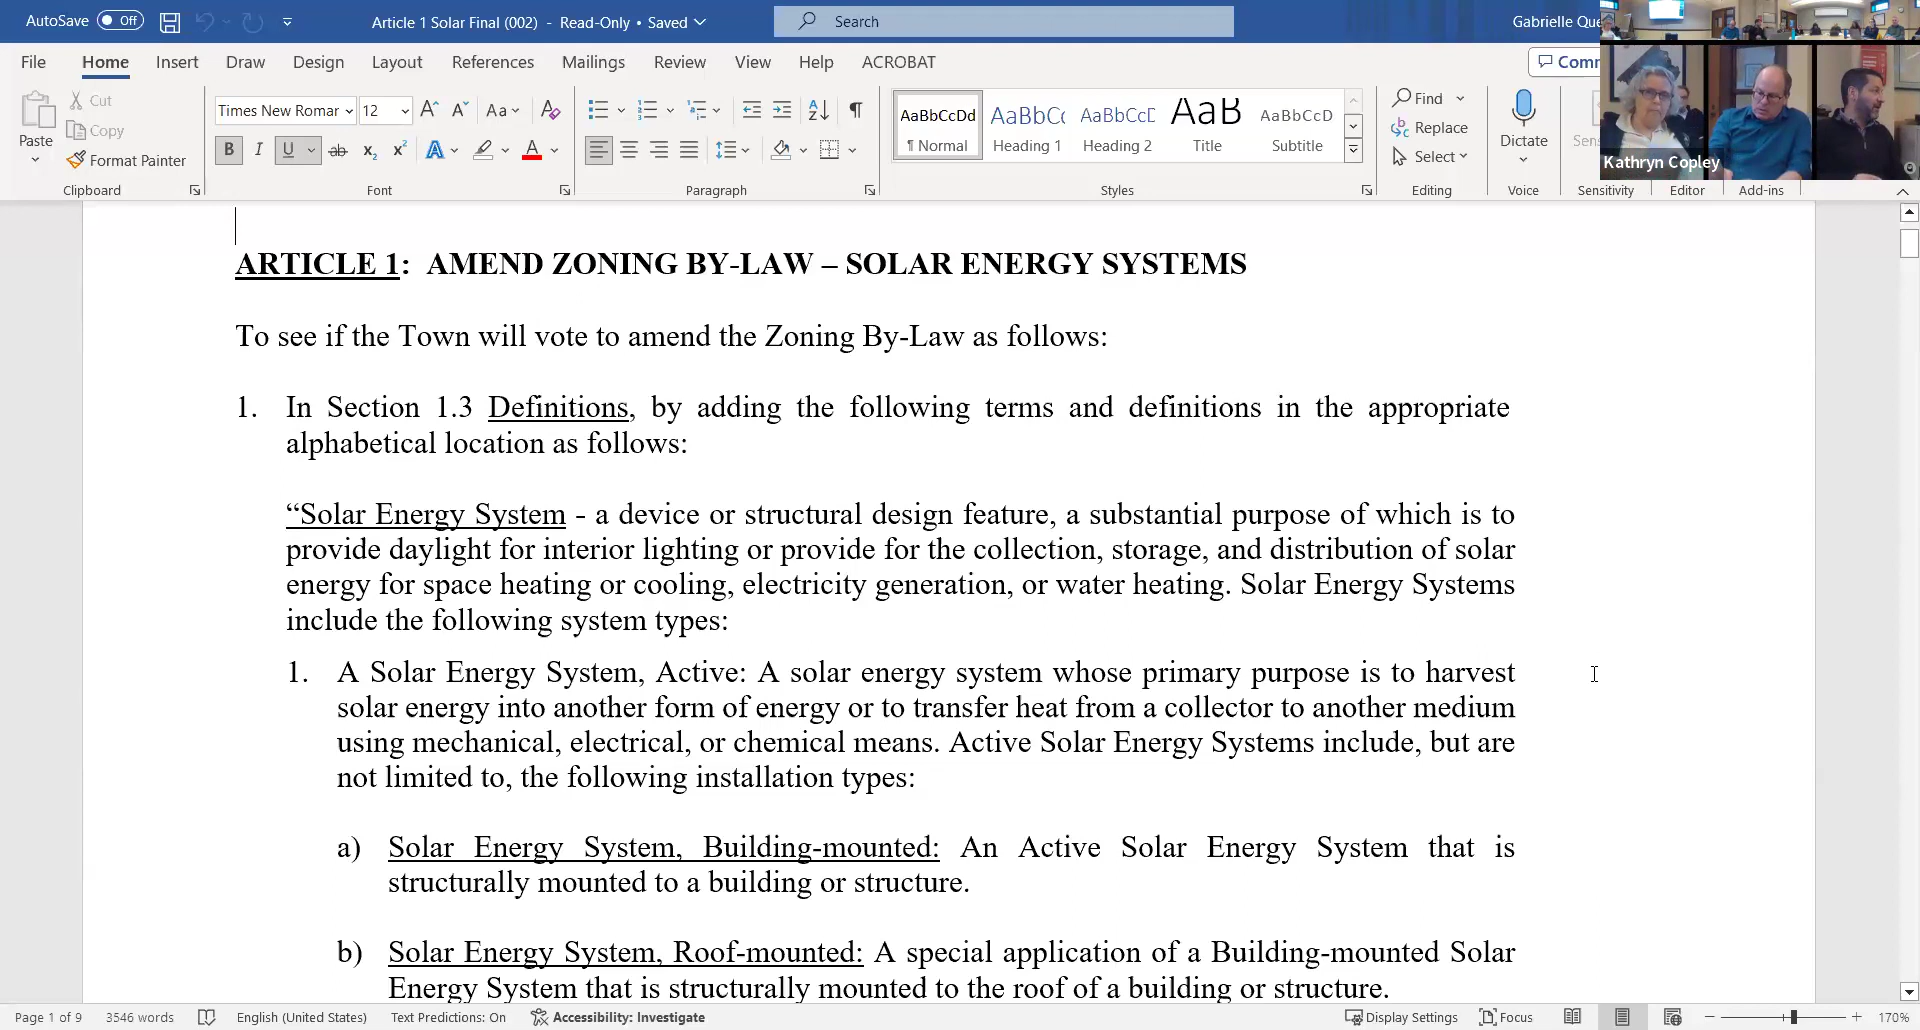 AutoSave Off Article 1 Solar Final (002) - Read-Only • Saved Search Gabrielle Que
File Home Insert Draw Design Layout References Mailings Review View Help ACROBAT Comm
Cut
Copy
Paste Format Painter
Clipboard
Times New Romar 12 Aa
B I U ab x2 x2 A A
Font
Paragraph
AaBbCcDd AaBbCc AaBbCcD AaB AaBbCcD
¶ Normal Heading 1 Heading 2 Title Subtitle
Styles
Find
Replace
Select
Editing
Dictate
Voice
Sens
Sensitivity Editor Add-ins
Kathryn Copley
ARTICLE 1: AMEND ZONING BY-LAW – SOLAR ENERGY SYSTEMS
To see if the Town will vote to amend the Zoning By-Law as follows:
1. In Section 1.3 Definitions, by adding the following terms and definitions in the appropriate
alphabetical location as follows:
“Solar Energy System - a device or structural design feature, a substantial purpose of which is to
provide daylight for interior lighting or provide for the collection, storage, and distribution of solar
energy for space heating or cooling, electricity generation, or water heating. Solar Energy Systems
include the following system types:
1. A Solar Energy System, Active: A solar energy system whose primary purpose is to harvest
solar energy into another form of energy or to transfer heat from a collector to another medium
using mechanical, electrical, or chemical means. Active Solar Energy Systems include, but are
not limited to, the following installation types:
a) Solar Energy System, Building-mounted: An Active Solar Energy System that is
structurally mounted to a building or structure.
b) Solar Energy System, Roof-mounted: A special application of a Building-mounted Solar
Energy System that is structurally mounted to the roof of a building or structure.
Page 1 of 9 3546 words English (United States) Text Predictions: On Accessibility: Investigate Display Settings Focus 170%